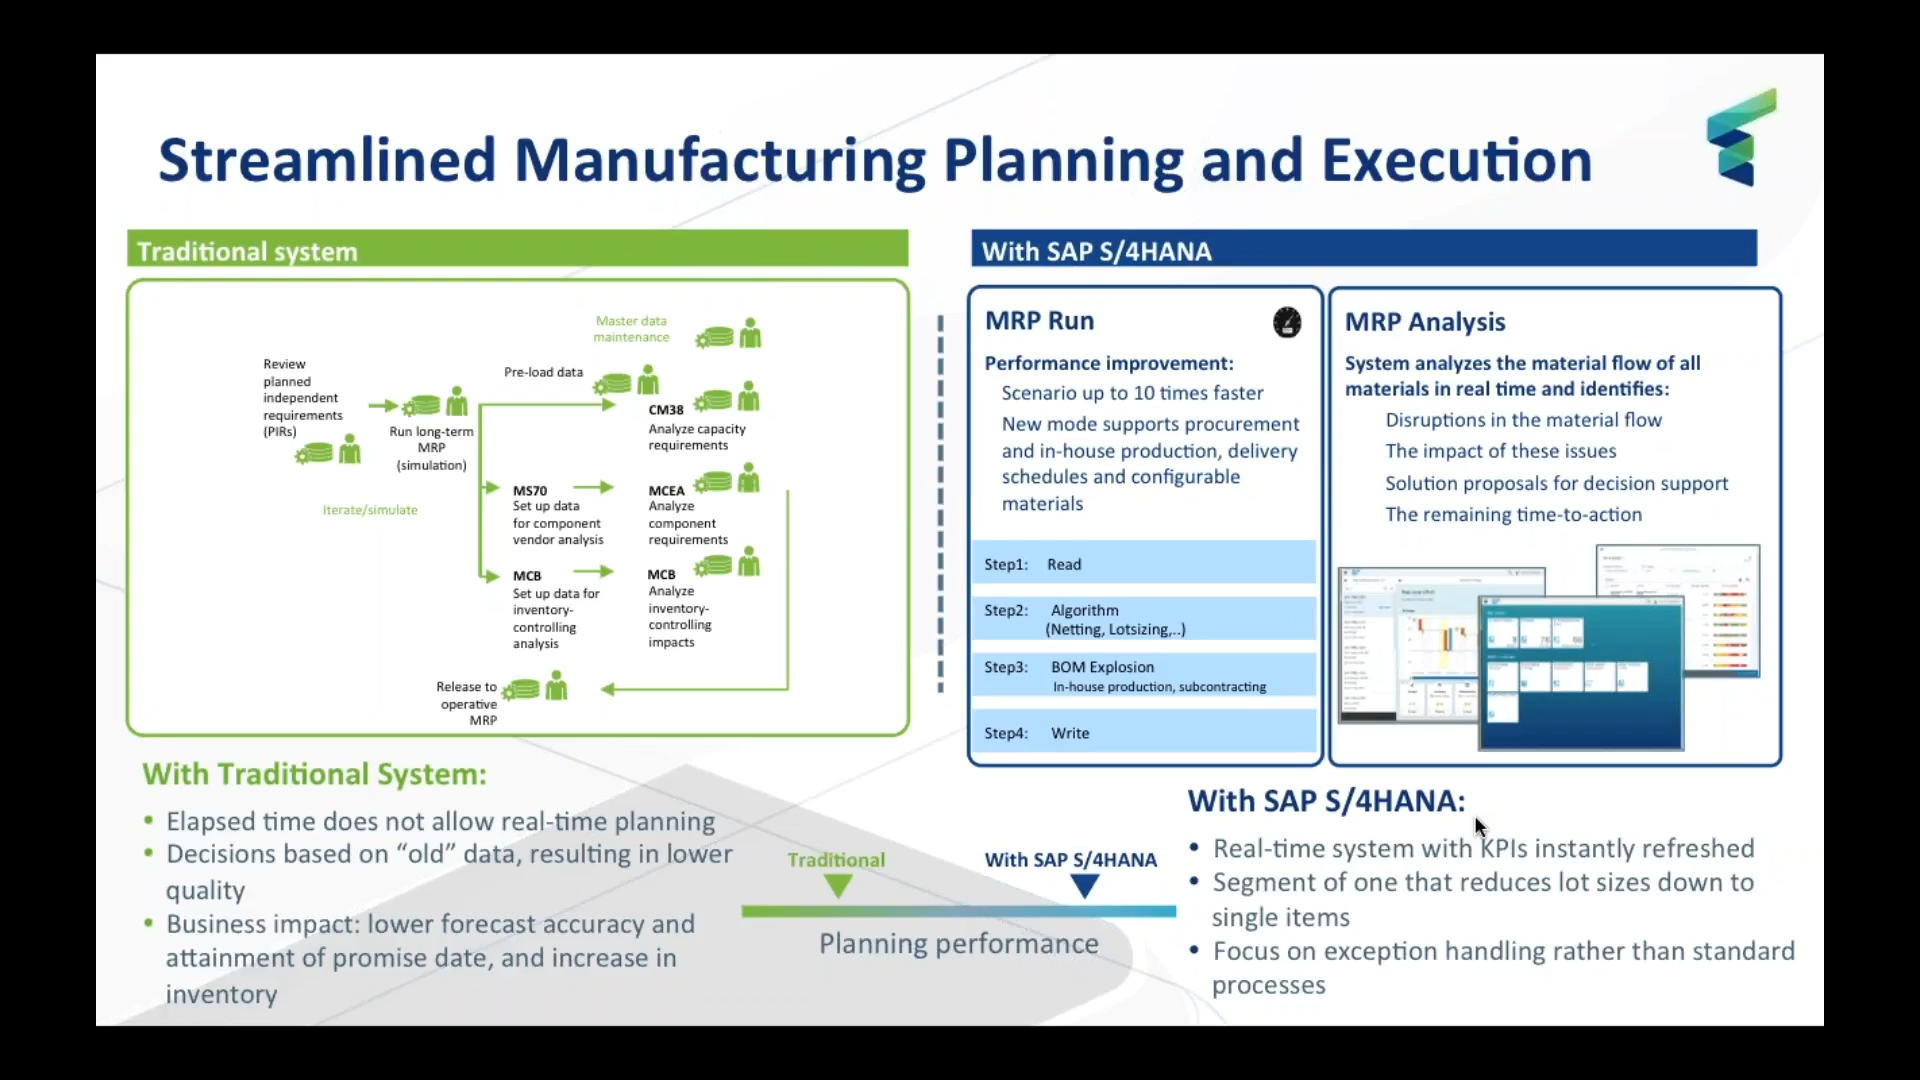 Streamlined Manufacturing Planning and Execution
Traditional system
Master data
maintenance
Review
planned
independent
requirements
(PIRs)
Pre-load data
Run long-term
MRP
(simulation)
CM38
Analyze capacity
requirements
Iterate/simulate
MS70
Set up data
for component
vendor analysis
MCEA
Analyze
component
requirements
MCB
Set up data for
inventory-
controlling
analysis
MCB
Analyze
inventory-
controlling
impacts
Release to
operative
MRP
With SAP S/4HANA
MRP Run
Performance improvement:
Scenario up to 10 times faster
New mode supports procurement
and in-house production, delivery
schedules and configurable
materials
Step1: Read
Step2: Algorithm
(Netting, Lotsizing,..)
Step3: BOM Explosion
In-house production, subcontracting
Step4: Write
MRP Analysis
System analyzes the material flow of all
materials in real time and identifies:
Disruptions in the material flow
The impact of these issues
Solution proposals for decision support
The remaining time-to-action
With Traditional System:
• Elapsed time does not allow real-time planning
• Decisions based on “old” data, resulting in lower
quality
• Business impact: lower forecast accuracy and
attainment of promise date, and increase in
inventory
Traditional
With SAP S/4HANA
Planning performance
With SAP S/4HANA:
• Real-time system with KPIs instantly refreshed
• Segment of one that reduces lot sizes down to
single items
• Focus on exception handling rather than standard
processes